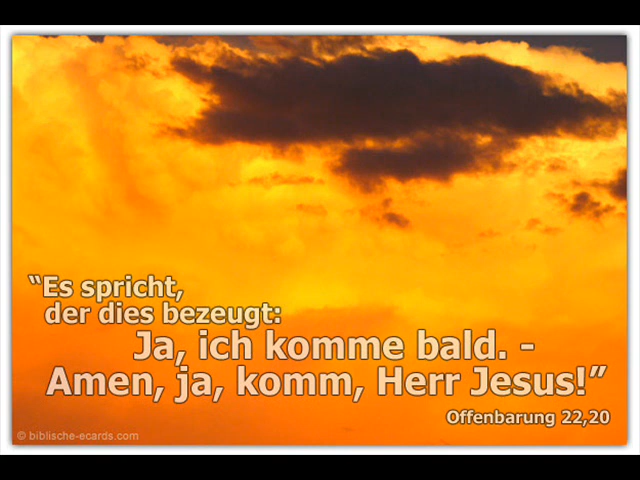 “Es spricht,
der dies bezeugt:
Ja, ich komme bald. -
Amen, ja, komm, Herr Jesus!”
Offenbarung 22,20
© biblische-ecards.com